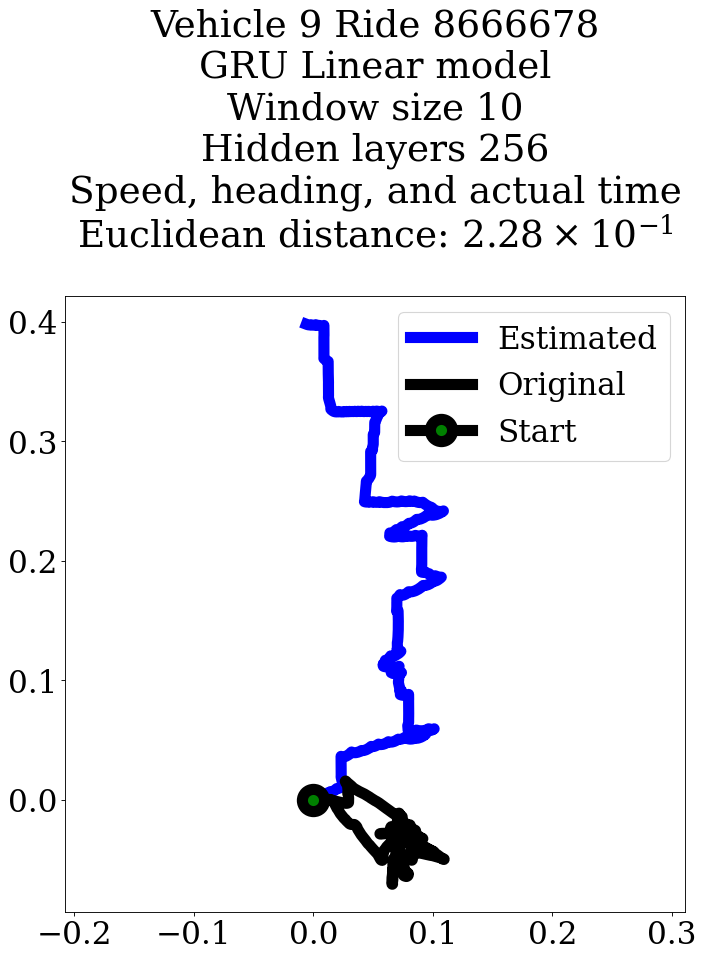 Vehicle 9 Ride 8666678
GRU Linear model
Window size 10
Hidden layers 256
Speed, heading, and actual time
Euclidean distance: 2.28 × 10⁻¹
Estimated
Original
Start
0.4
0.3
0.2
0.1
0.0
−0.2 −0.1 0.0 0.1 0.2 0.3